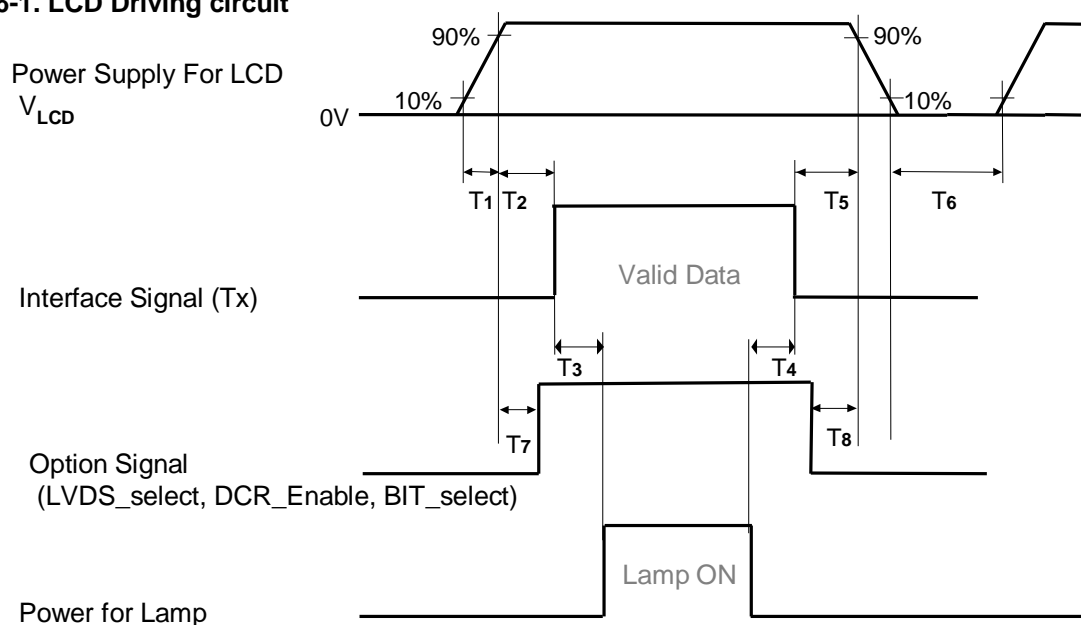 6-1. LCD Driving circuit
90%
90%
Power Supply For LCD
VLCD
10%
10%
0V
T1 T2
T5
T6
Valid Data
Interface Signal (Tx)
T3
T4
T7
T8
Option Signal
(LVDS_select, DCR_Enable, BIT_select)
Lamp ON
Power for Lamp